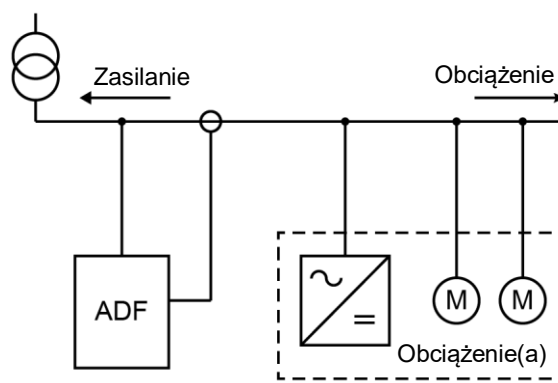 Zasilanie
Obciążenie
ADF
M
M
Obciążenie(a)